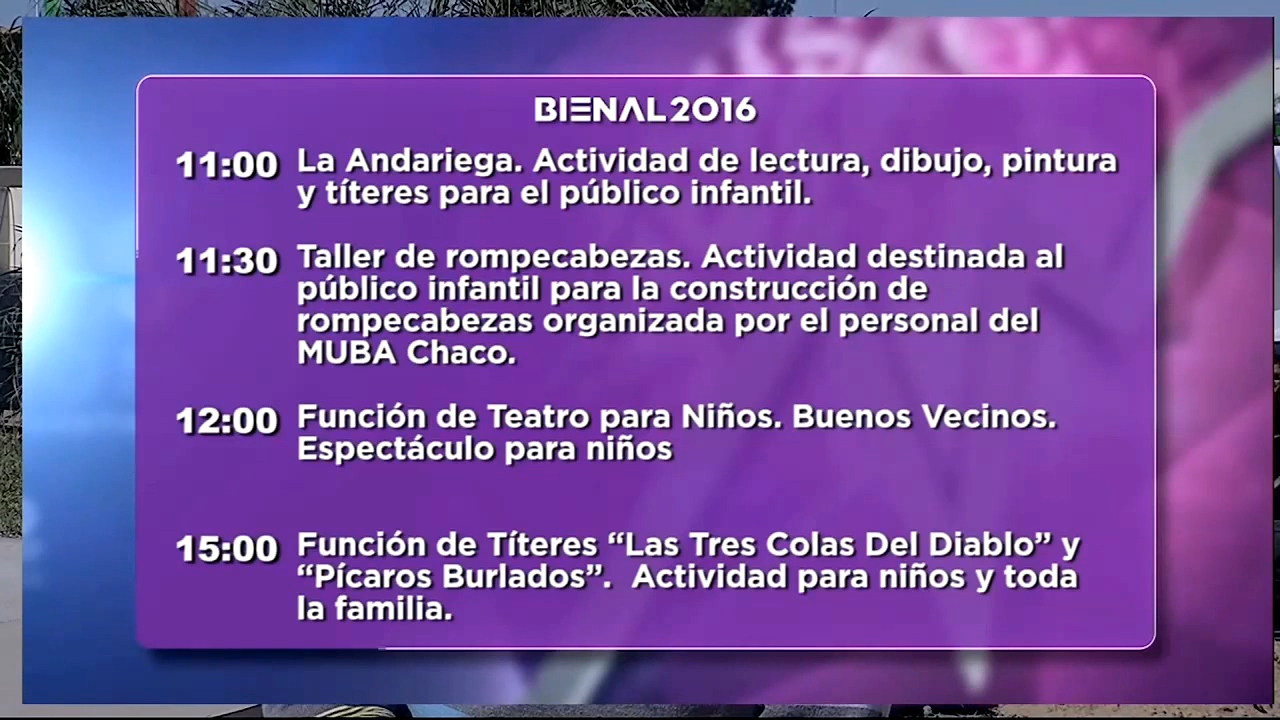 BIENAL2016
11:00 La Andariega. Actividad de lectura, dibujo, pintura
y títeres para el público infantil.
11:30 Taller de rompecabezas. Actividad destinada al
público infantil para la construcción de
rompecabezas organizada por el personal del
MUBA Chaco.
12:00 Función de Teatro para Niños. Buenos Vecinos.
Espectáculo para niños
15:00 Función de Títeres “Las Tres Colas Del Diablo” y
“Pícaros Burlados”. Actividad para niños y toda
la familia.